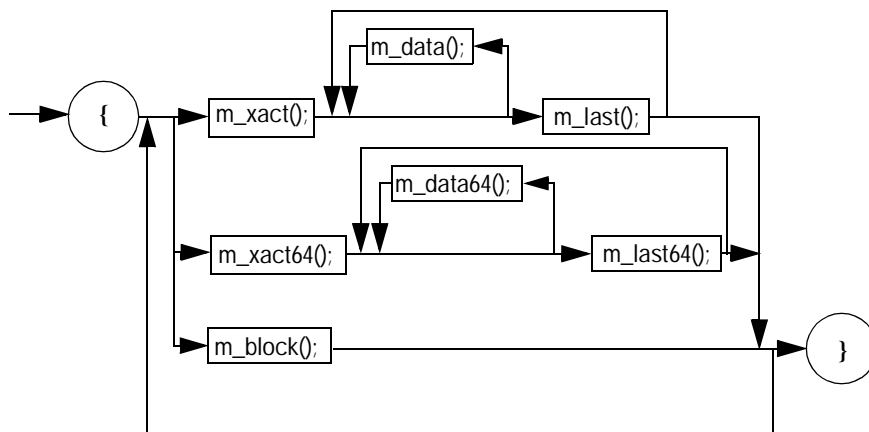 m_data();
{
m_xact();
m_last();
m_data64();
m_xact64();
m_last64();
m_block();
}